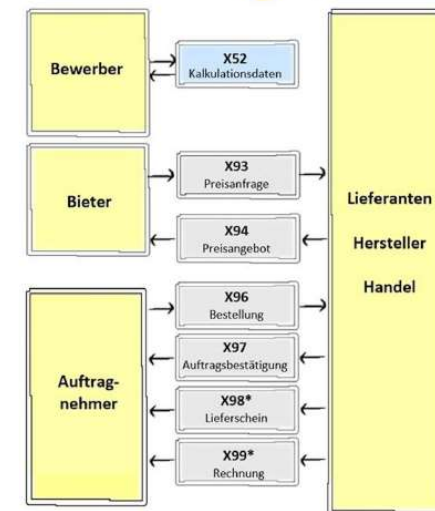 Bewerber
X52
Kalkulationsdaten
Bieter
X93
Preisanfrage
X94
Preisangebot
Lieferanten
Hersteller
Handel
Auftrag-
nehmer
X96
Bestellung
X97
Auftragsbestätigung
X98*
Lieferschein
X99*
Rechnung